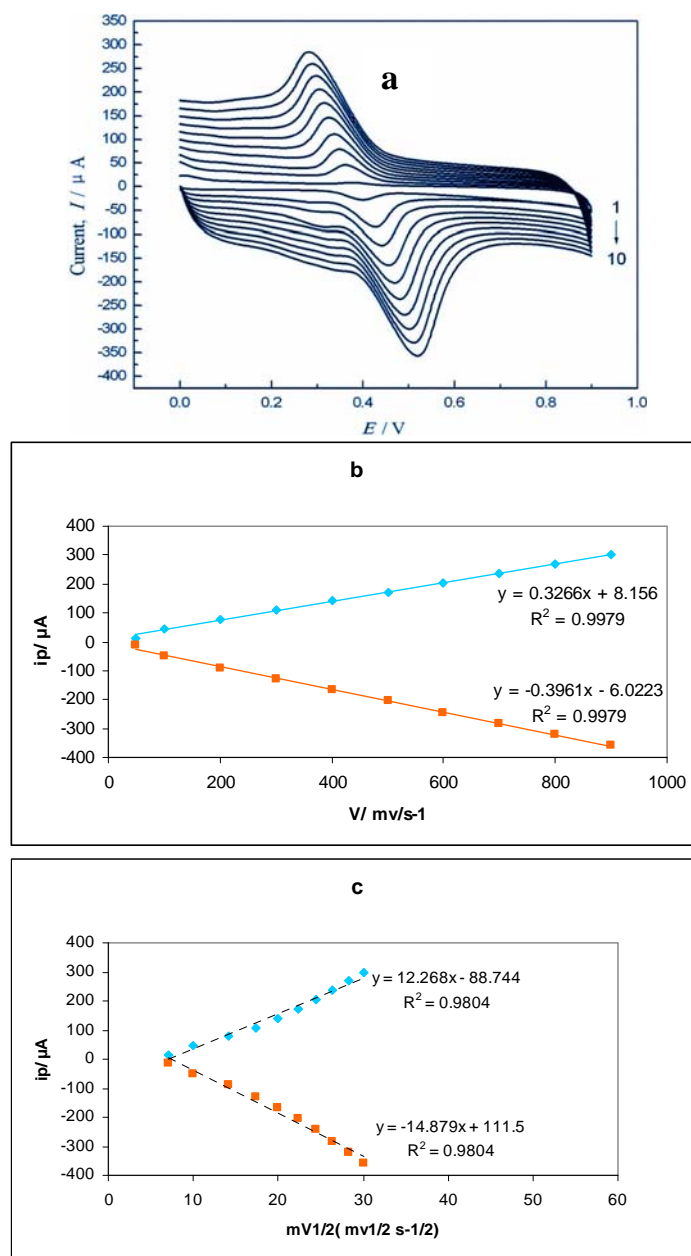 a
350
300
250
200
150
100
50
0
-50
-100
-150
-200
-250
-300
-350
-400
Current, I / μ A
1
10
0.0 0.2 0.4 0.6 0.8 1.0
E / V
b
400
300
200
100
0
-100
-200
-300
-400
ip/ μA
y = 0.3266x + 8.156
R² = 0.9979
y = -0.3961x - 6.0223
R² = 0.9979
0 200 400 600 800 1000
V/ mv/s-1
c
400
300
200
100
0
-100
-200
-300
-400
ip/ μA
y = 12.268x - 88.744
R² = 0.9804
y = -14.879x + 111.5
R² = 0.9804
0 10 20 30 40 50 60
mV1/2( mv1/2 s-1/2)